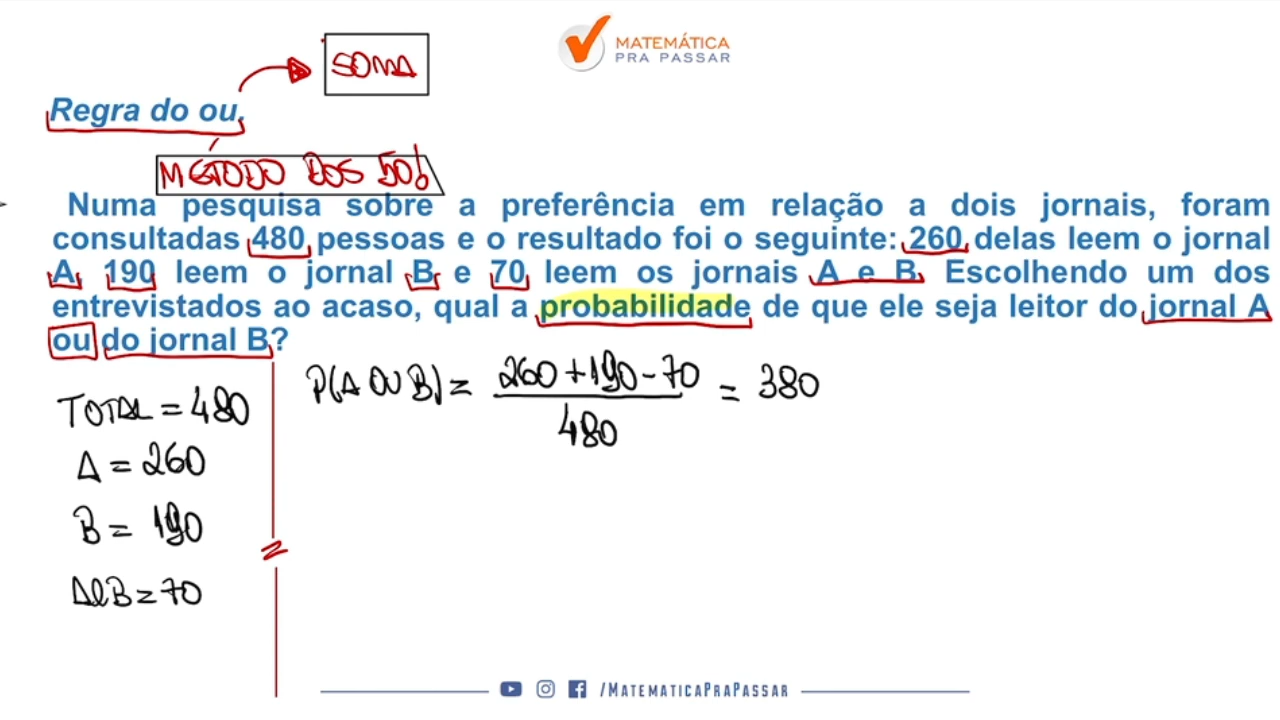 MATEMÁTICA
PRA PASSAR
SOMA
Regra do ou.
MÉTODO DOS 50!
Numa pesquisa sobre a preferência em relação a dois jornais, foram
consultadas 480 pessoas e o resultado foi o seguinte: 260 delas leem o jornal
A, 190 leem o jornal B e 70 leem os jornais A e B. Escolhendo um dos
entrevistados ao acaso, qual a probabilidade de que ele seja leitor do jornal A
ou do jornal B?
P(A OU B) = 260 + 190 - 70 / 480 = 380
TOTAL = 480
A = 260
B = 190
A e B = 70
/MATEMATICAPRAPASSAR